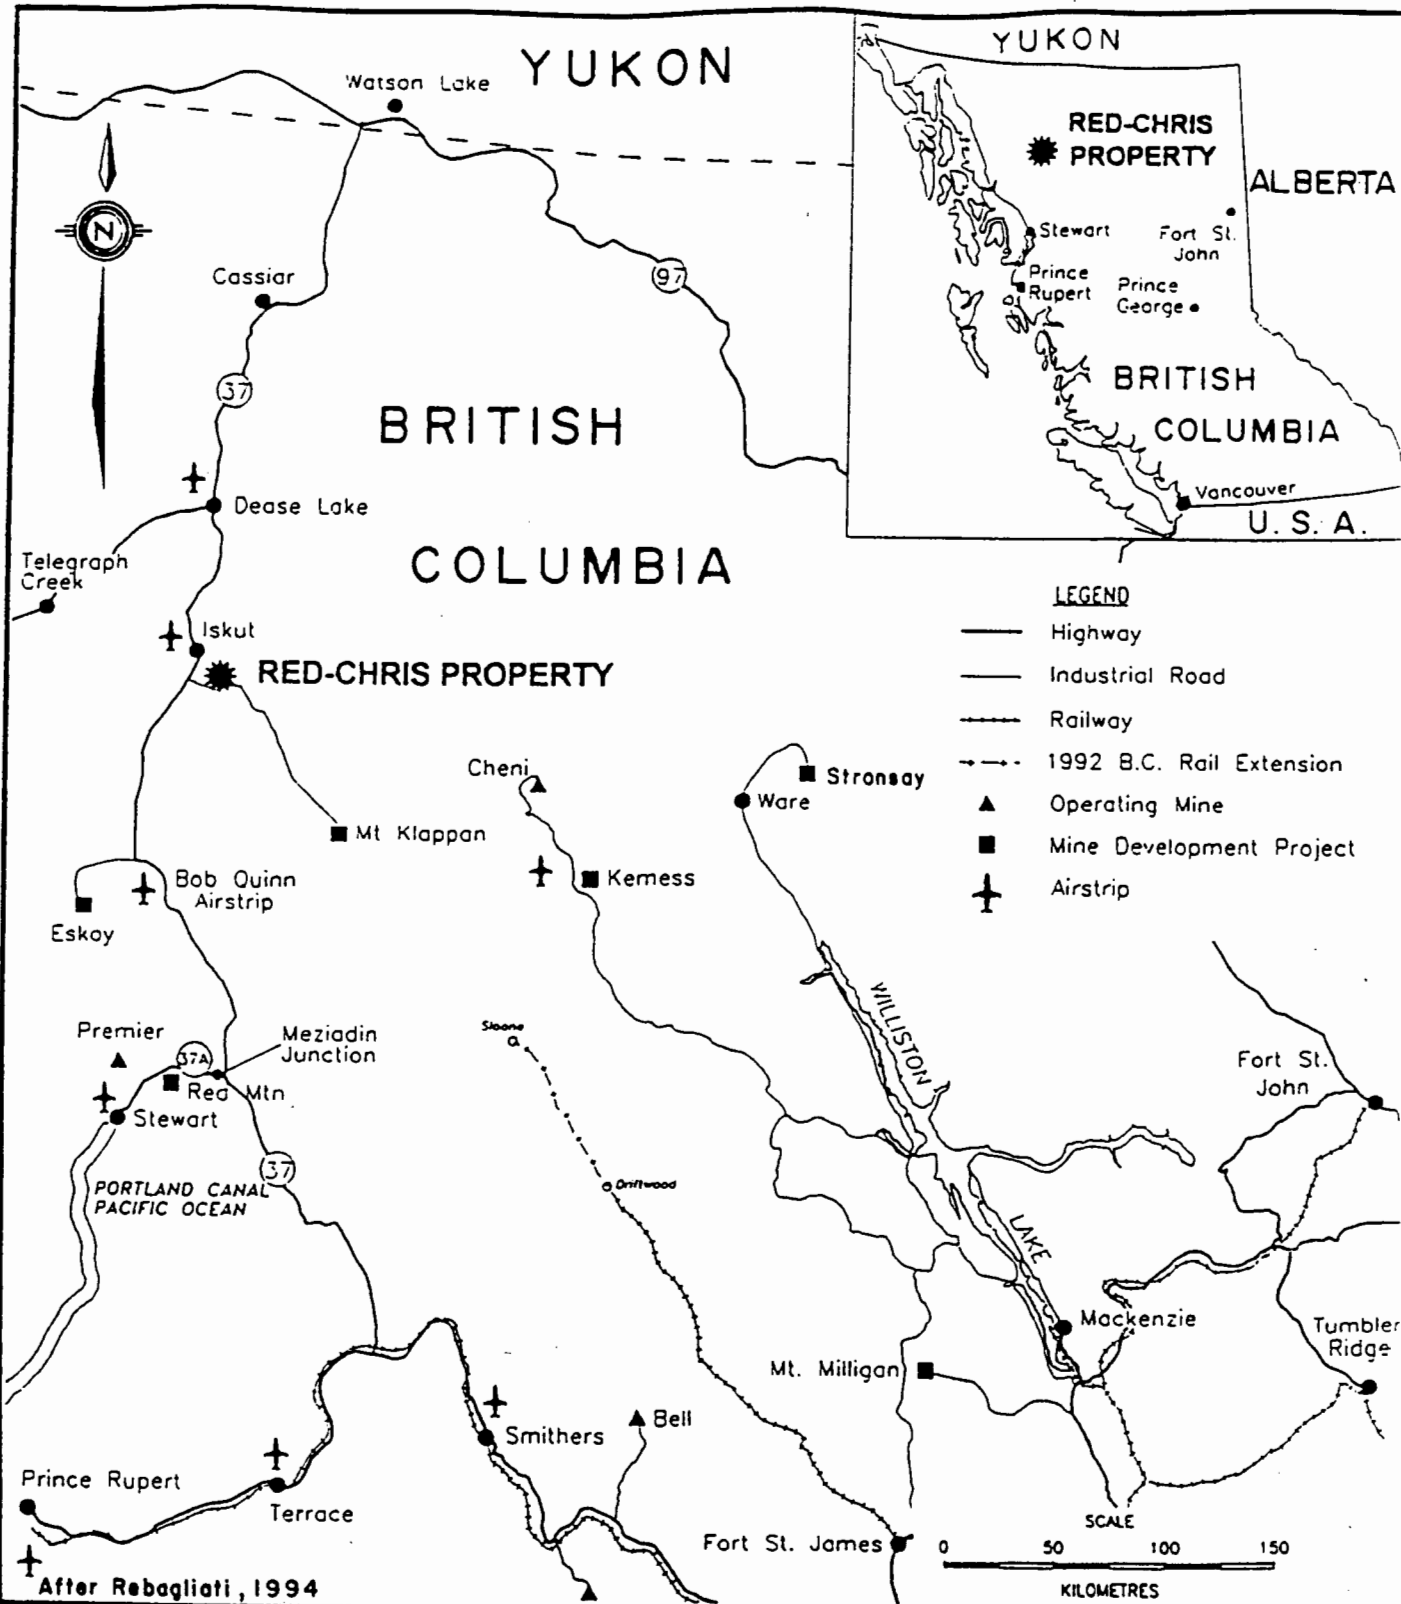 YUKON
Watson Lake
N
Cassiar
97
37
BRITISH
COLUMBIA
Dease Lake
Telegraph
Creek
Iskut
RED-CHRIS PROPERTY
YUKON
RED-CHRIS
PROPERTY
ALBERTA
Stewart
Fort St.
John
Prince
Rupert
Prince
George
BRITISH
COLUMBIA
Vancouver
U. S. A.
LEGEND
Highway
Industrial Road
Railway
1992 B.C. Rail Extension
Operating Mine
Mine Development Project
Airstrip
Cheni
Ware
Stronsay
Mt Klappan
Kemess
Bob Quinn
Airstrip
Eskay
Premier
37A
Meziadin
Junction
Red Mtn
Stewart
37
PORTLAND CANAL
PACIFIC OCEAN
Sloane
Driftwood
WILLISTON
LAKE
Fort St.
John
Mackenzie
Tumbler
Ridge
Mt. Milligan
Bell
Smithers
Prince Rupert
Terrace
Fort St. James
SCALE
0 50 100 150
KILOMETRES
After Rebagliati, 1994